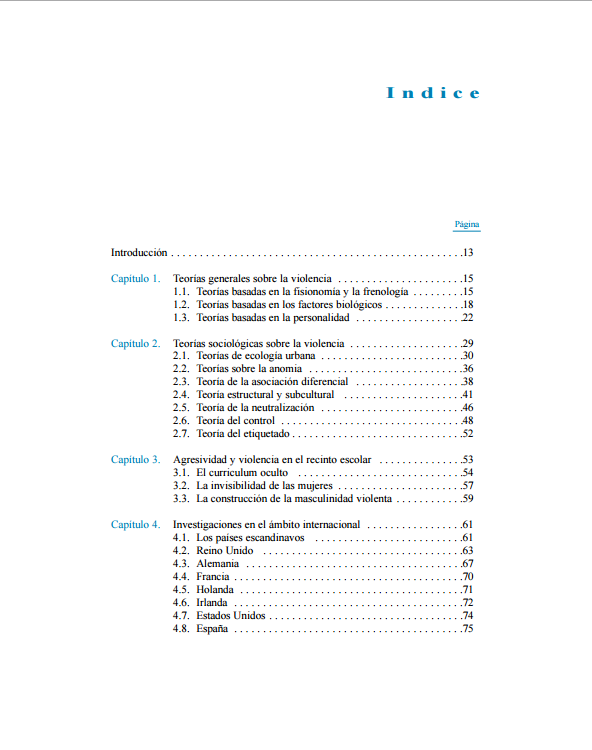 Indice
Página
Introducción . . . . . . . . . . . . . . . . . . . . . . . . . . . . . . . . . . . . . . . . . . . . . . . . . . .13
Capítulo 1. Teorías generales sobre la violencia . . . . . . . . . . . . . . . . . . . . . .15
1.1. Teorías basadas en la fisionomía y la frenología . . . . . . . . .15
1.2. Teorías basadas en los factores biológicos . . . . . . . . . . . . . .18
1.3. Teorías basadas en la personalidad . . . . . . . . . . . . . . . . . . .22
Capítulo 2. Teorías sociológicas sobre la violencia . . . . . . . . . . . . . . . . . . . .29
2.1. Teorías de ecología urbana . . . . . . . . . . . . . . . . . . . . . . . . .30
2.2. Teorías sobre la anomia . . . . . . . . . . . . . . . . . . . . . . . . . . .36
2.3. Teoría de la asociación diferencial . . . . . . . . . . . . . . . . . . .38
2.4. Teoría estructural y subcultural . . . . . . . . . . . . . . . . . . . . .41
2.5. Teoría de la neutralización . . . . . . . . . . . . . . . . . . . . . . . . .46
2.6. Teoría del control . . . . . . . . . . . . . . . . . . . . . . . . . . . . . . . .48
2.7. Teoría del etiquetado . . . . . . . . . . . . . . . . . . . . . . . . . . . . . .52
Capítulo 3. Agresividad y violencia en el recinto escolar . . . . . . . . . . . . . . .53
3.1. El curriculum oculto . . . . . . . . . . . . . . . . . . . . . . . . . . . . .54
3.2. La invisibilidad de las mujeres . . . . . . . . . . . . . . . . . . . . . .57
3.3. La construcción de la masculinidad violenta . . . . . . . . . . . .59
Capítulo 4. Investigaciones en el ámbito internacional . . . . . . . . . . . . . . . . .61
4.1. Los países escandinavos . . . . . . . . . . . . . . . . . . . . . . . . . .61
4.2. Reino Unido . . . . . . . . . . . . . . . . . . . . . . . . . . . . . . . . . . .63
4.3. Alemania . . . . . . . . . . . . . . . . . . . . . . . . . . . . . . . . . . . . . .67
4.4. Francia . . . . . . . . . . . . . . . . . . . . . . . . . . . . . . . . . . . . . . . .70
4.5. Holanda . . . . . . . . . . . . . . . . . . . . . . . . . . . . . . . . . . . . . . .71
4.6. Irlanda . . . . . . . . . . . . . . . . . . . . . . . . . . . . . . . . . . . . . . . .72
4.7. Estados Unidos . . . . . . . . . . . . . . . . . . . . . . . . . . . . . . . . . .74
4.8. España . . . . . . . . . . . . . . . . . . . . . . . . . . . . . . . . . . . . . . . .75